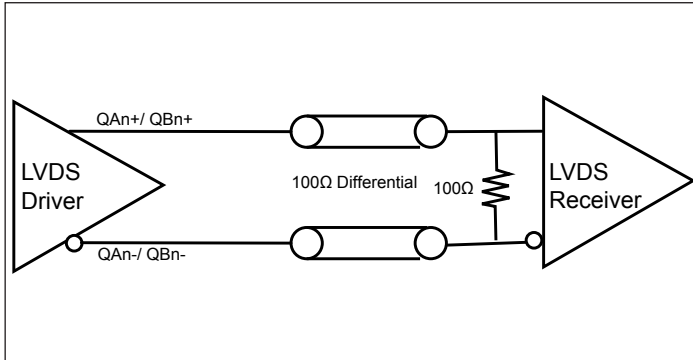 QAn+/ QBn+
LVDS
Driver
100Ω Differential
100Ω
LVDS
Receiver
QAn-/ QBn-